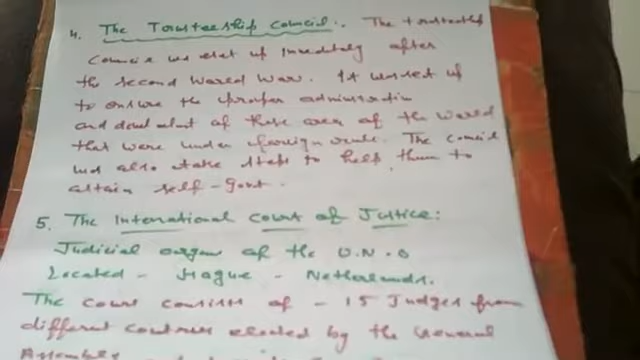 4. The Trusteeship Council:. The trusteeship
Council was set up immediately after
the second World War. It was set up
to ensure the proper administration
and development of those area of the world
that were under foreign rule. The council
was also take steps to help them to
attain self-Govt.
5. The International Court of Justice:
Judicial organ of the U.N.O
Located - Hague - Netherlands.
The court consists of - 15 Judges from
different countries elected by the General
Assembly